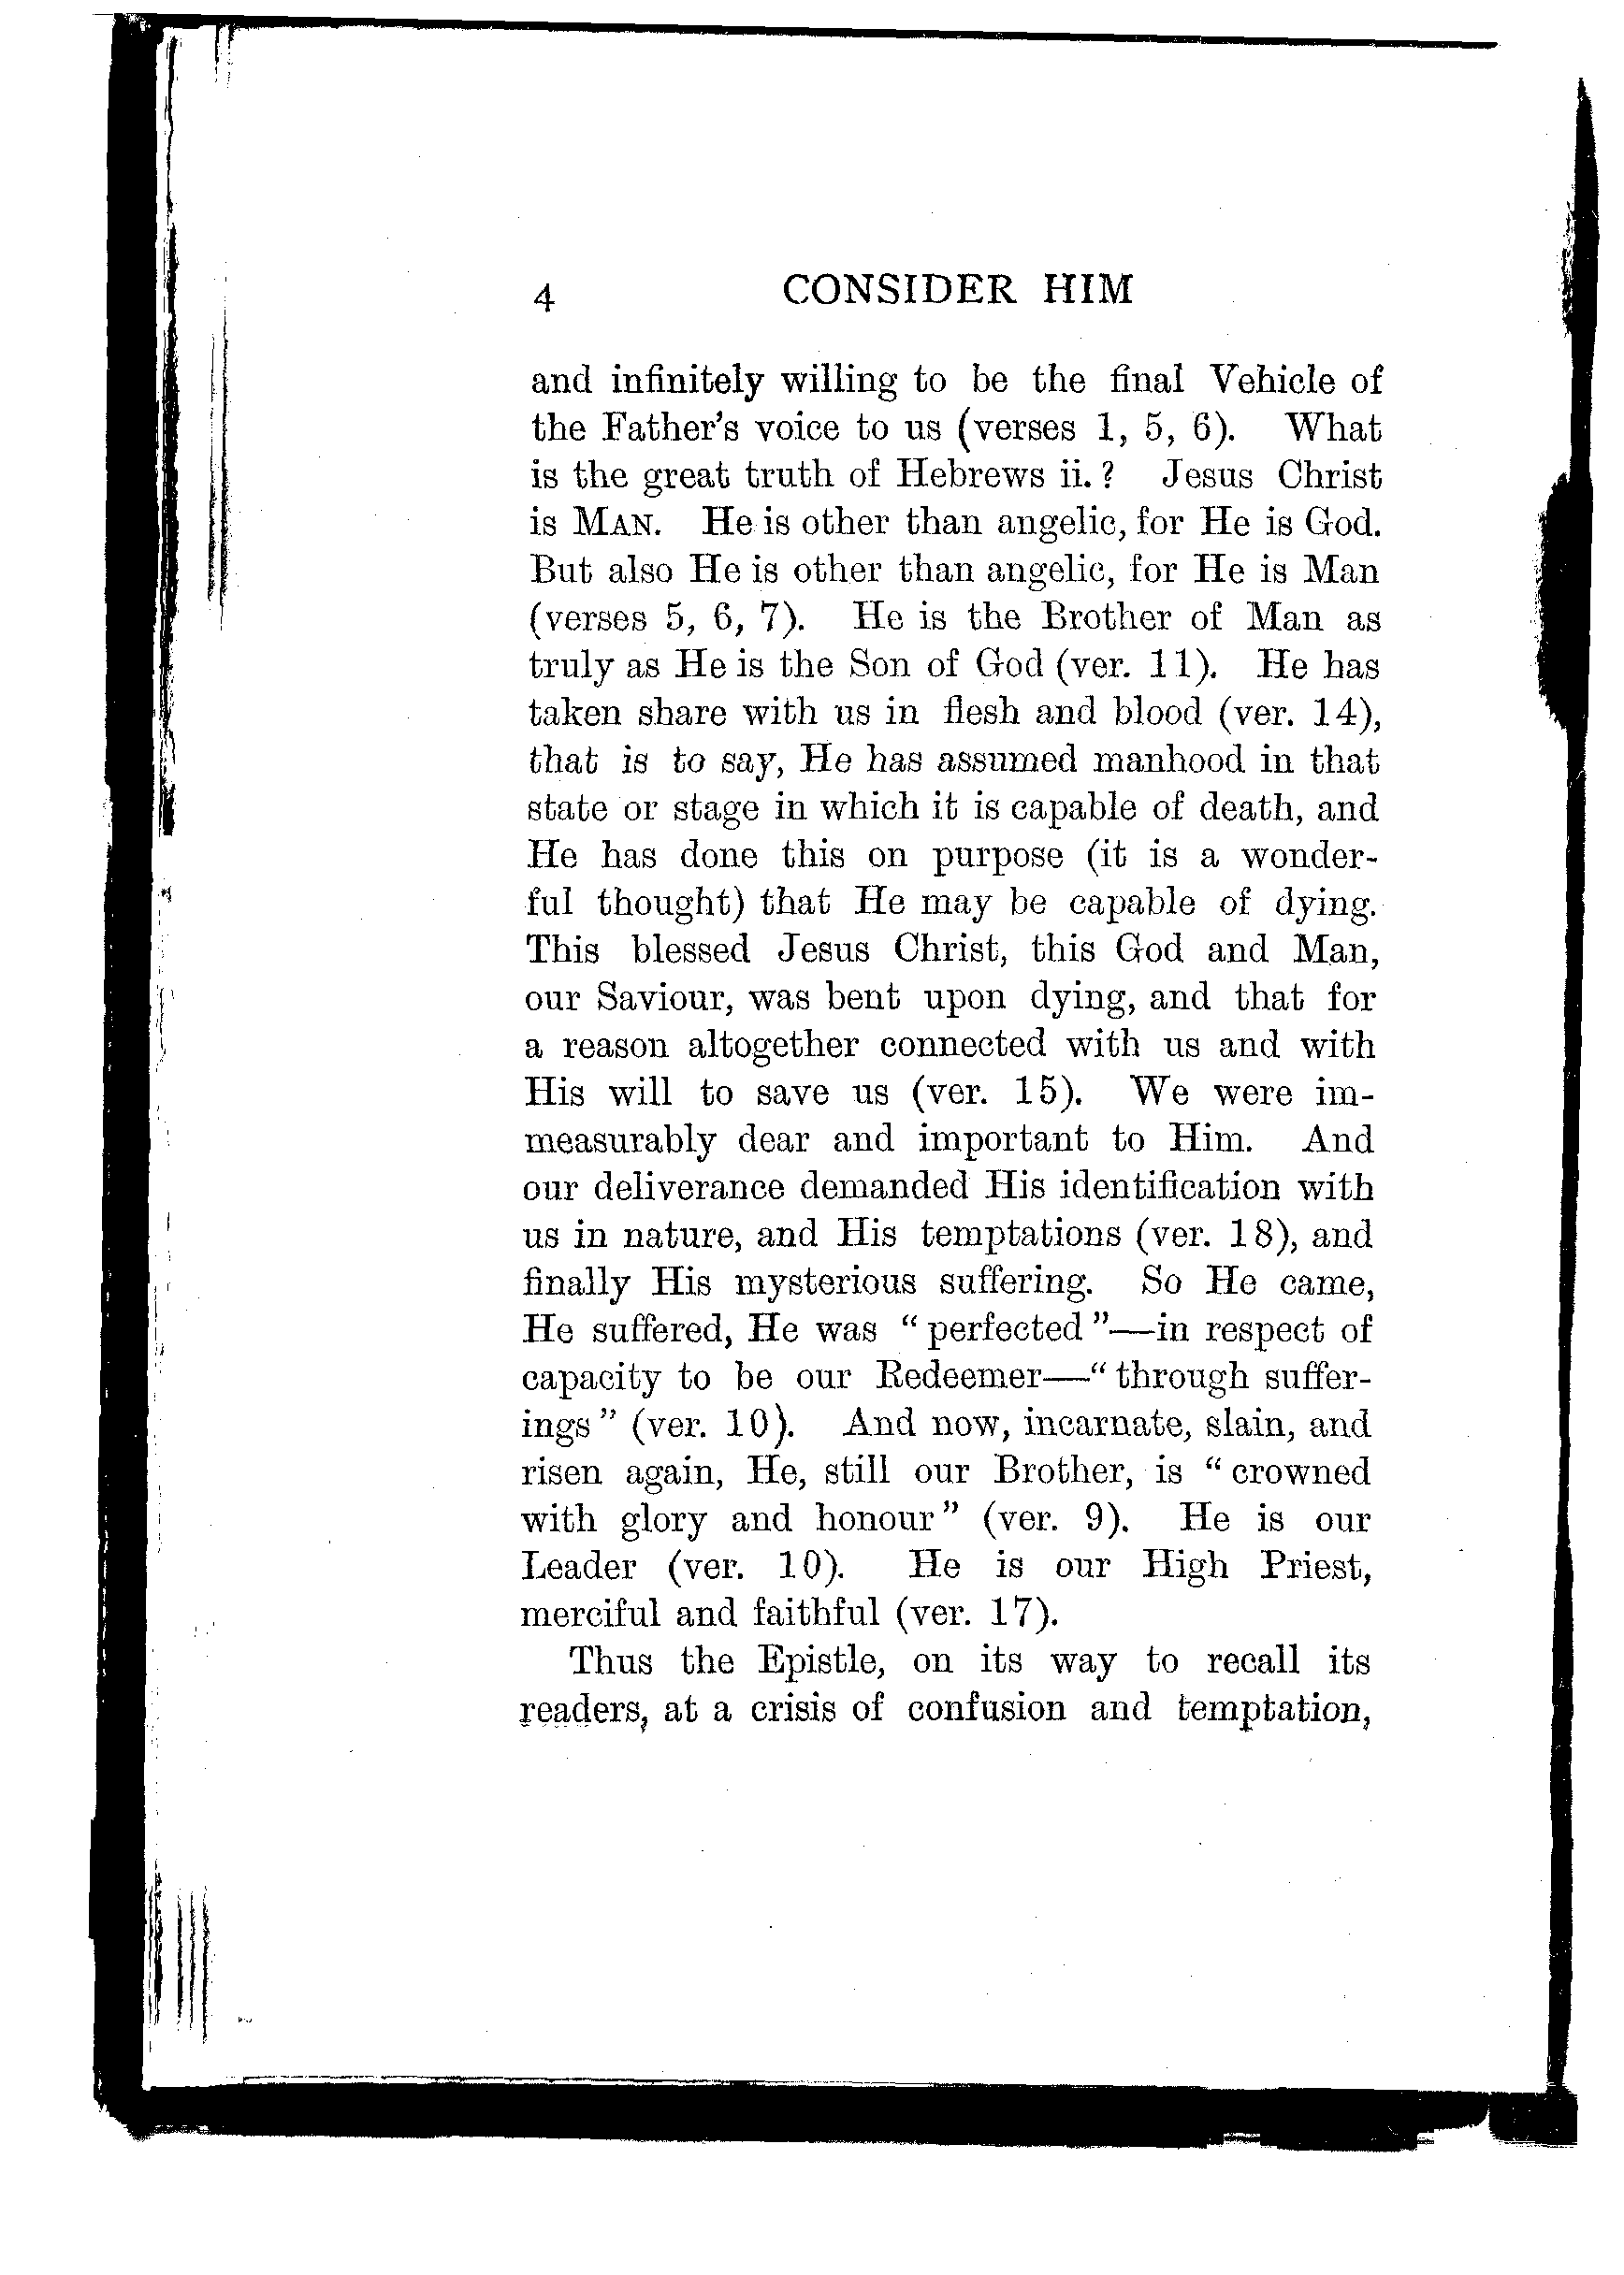 4 CONSIDER HIM
and infinitely willing to be the final Vehicle of
the Father's voice to us (verses 1, 5, 6). What
is the great truth of Hebrews ii.? Jesus Christ
is MAN. He is other than angelic, for He is God.
But also He is other than angelic, for He is Man
(verses 5, 6, 7). He is the Brother of Man as
truly as He is the Son of God (ver. 11). He has
taken share with us in flesh and blood (ver. 14),
that is to say, He has assumed manhood in that
state or stage in which it is capable of death, and
He has done this on purpose (it is a wonder-
ful thought) that He may be capable of dying.
This blessed Jesus Christ, this God and Man,
our Saviour, was bent upon dying, and that for
a reason altogether connected with us and with
His will to save us (ver. 15). We were im-
measurably dear and important to Him. And
our deliverance demanded His identification with
us in nature, and His temptations (ver. 18), and
finally His mysterious suffering. So He came,
He suffered, He was “perfected”—in respect of
capacity to be our Redeemer—“through suffer-
ings” (ver. 10). And now, incarnate, slain, and
risen again, He, still our Brother, is “crowned
with glory and honour” (ver. 9). He is our
Leader (ver. 10). He is our High Priest,
merciful and faithful (ver. 17).
Thus the Epistle, on its way to recall its
readers, at a crisis of confusion and temptation,